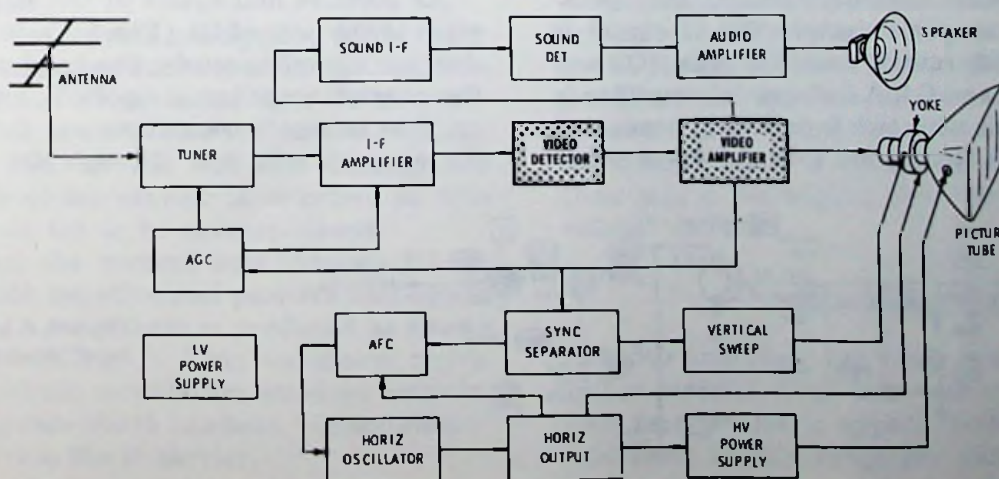 ANTENNA
SOUND I-F
SOUND
DET
AUDIO
AMPLIFIER
SPEAKER
TUNER
I-F
AMPLIFIER
VIDEO
DETECTOR
VIDEO
AMPLIFIER
YOKE
PICTURE
TUBE
AGC
LV
POWER
SUPPLY
AFC
SYNC
SEPARATOR
VERTICAL
SWEEP
HORIZ
OSCILLATOR
HORIZ
OUTPUT
HV
POWER
SUPPLY